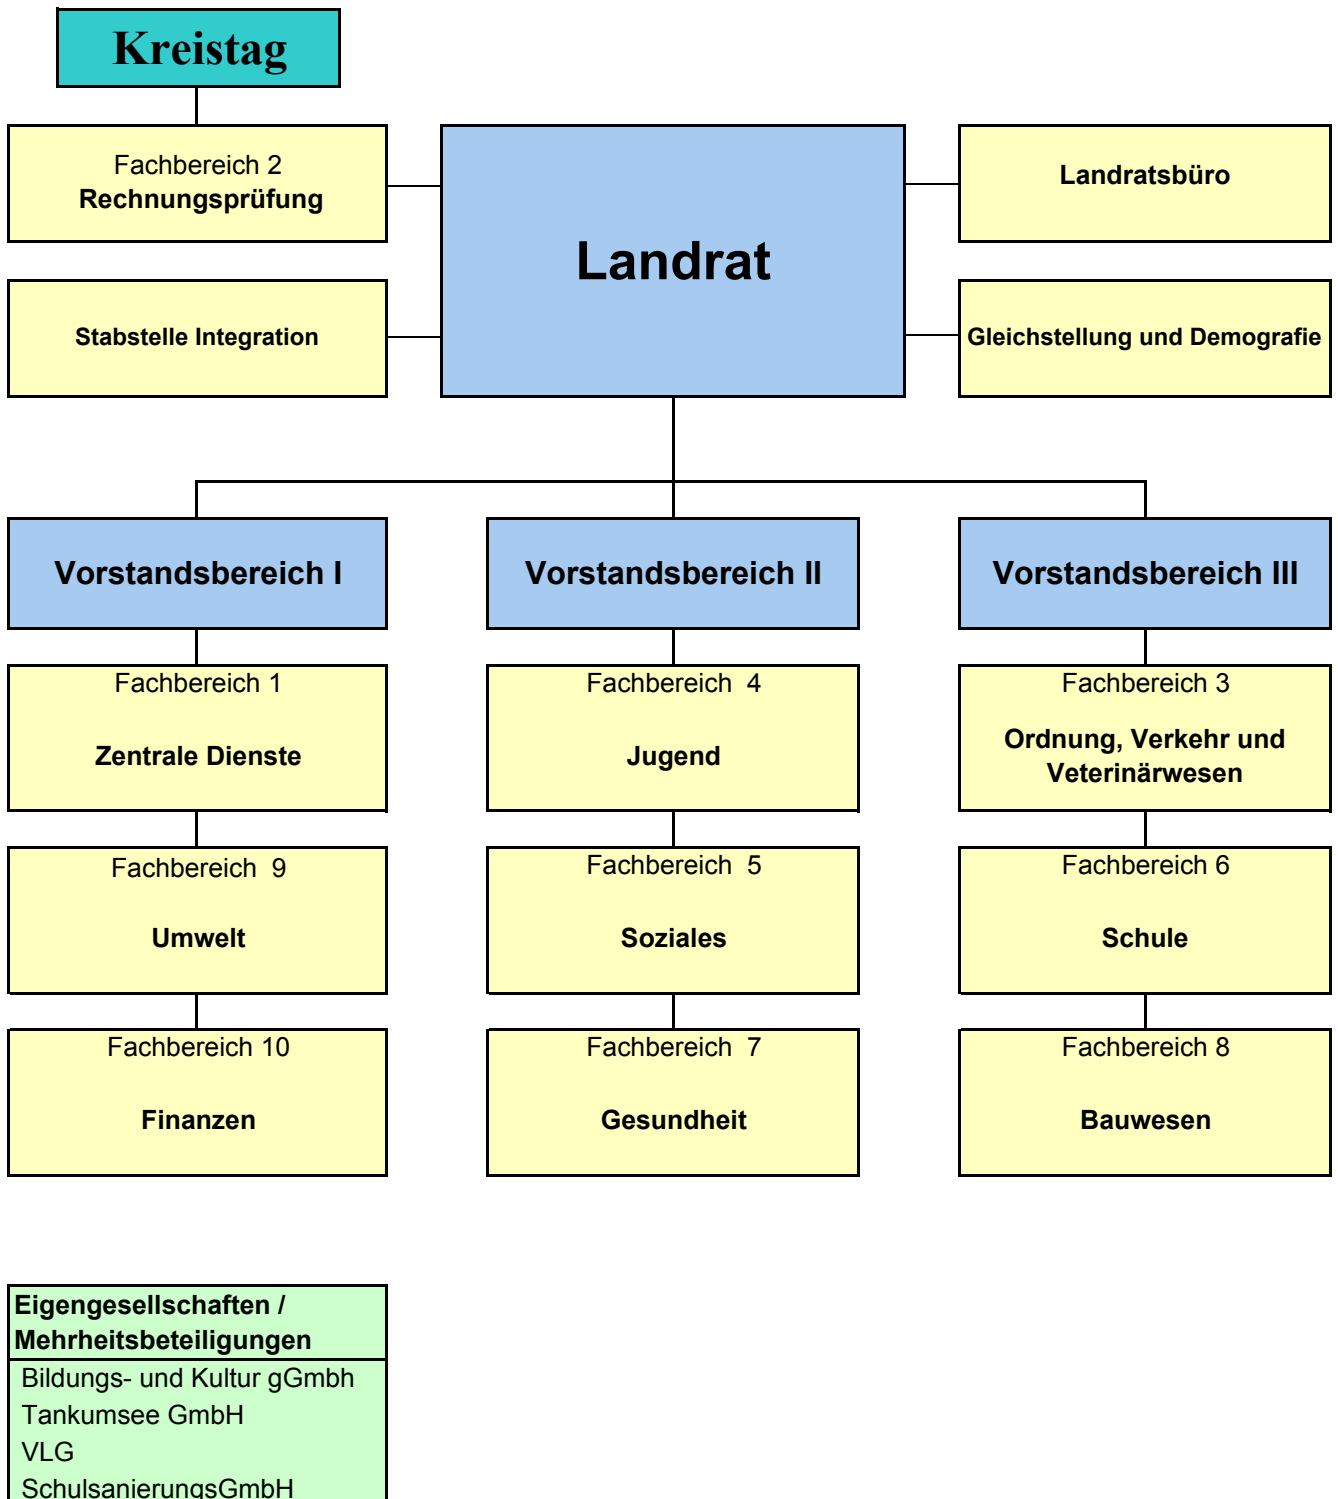 Kreistag
Fachbereich 2
Rechnungsprüfung
Landrat
Landratsbüro
Stabstelle Integration
Gleichstellung und Demografie
Vorstandsbereich I
Vorstandsbereich II
Vorstandsbereich III
Fachbereich 1
Zentrale Dienste
Fachbereich 4
Jugend
Fachbereich 3
Ordnung, Verkehr und
Veterinärwesen
Fachbereich 9
Umwelt
Fachbereich 5
Soziales
Fachbereich 6
Schule
Fachbereich 10
Finanzen
Fachbereich 7
Gesundheit
Fachbereich 8
Bauwesen
Eigengesellschaften /
Mehrheitsbeteiligungen
Bildungs- und Kultur gGmbh
Tankumsee GmbH
VLG
SchulsanierungsGmbH